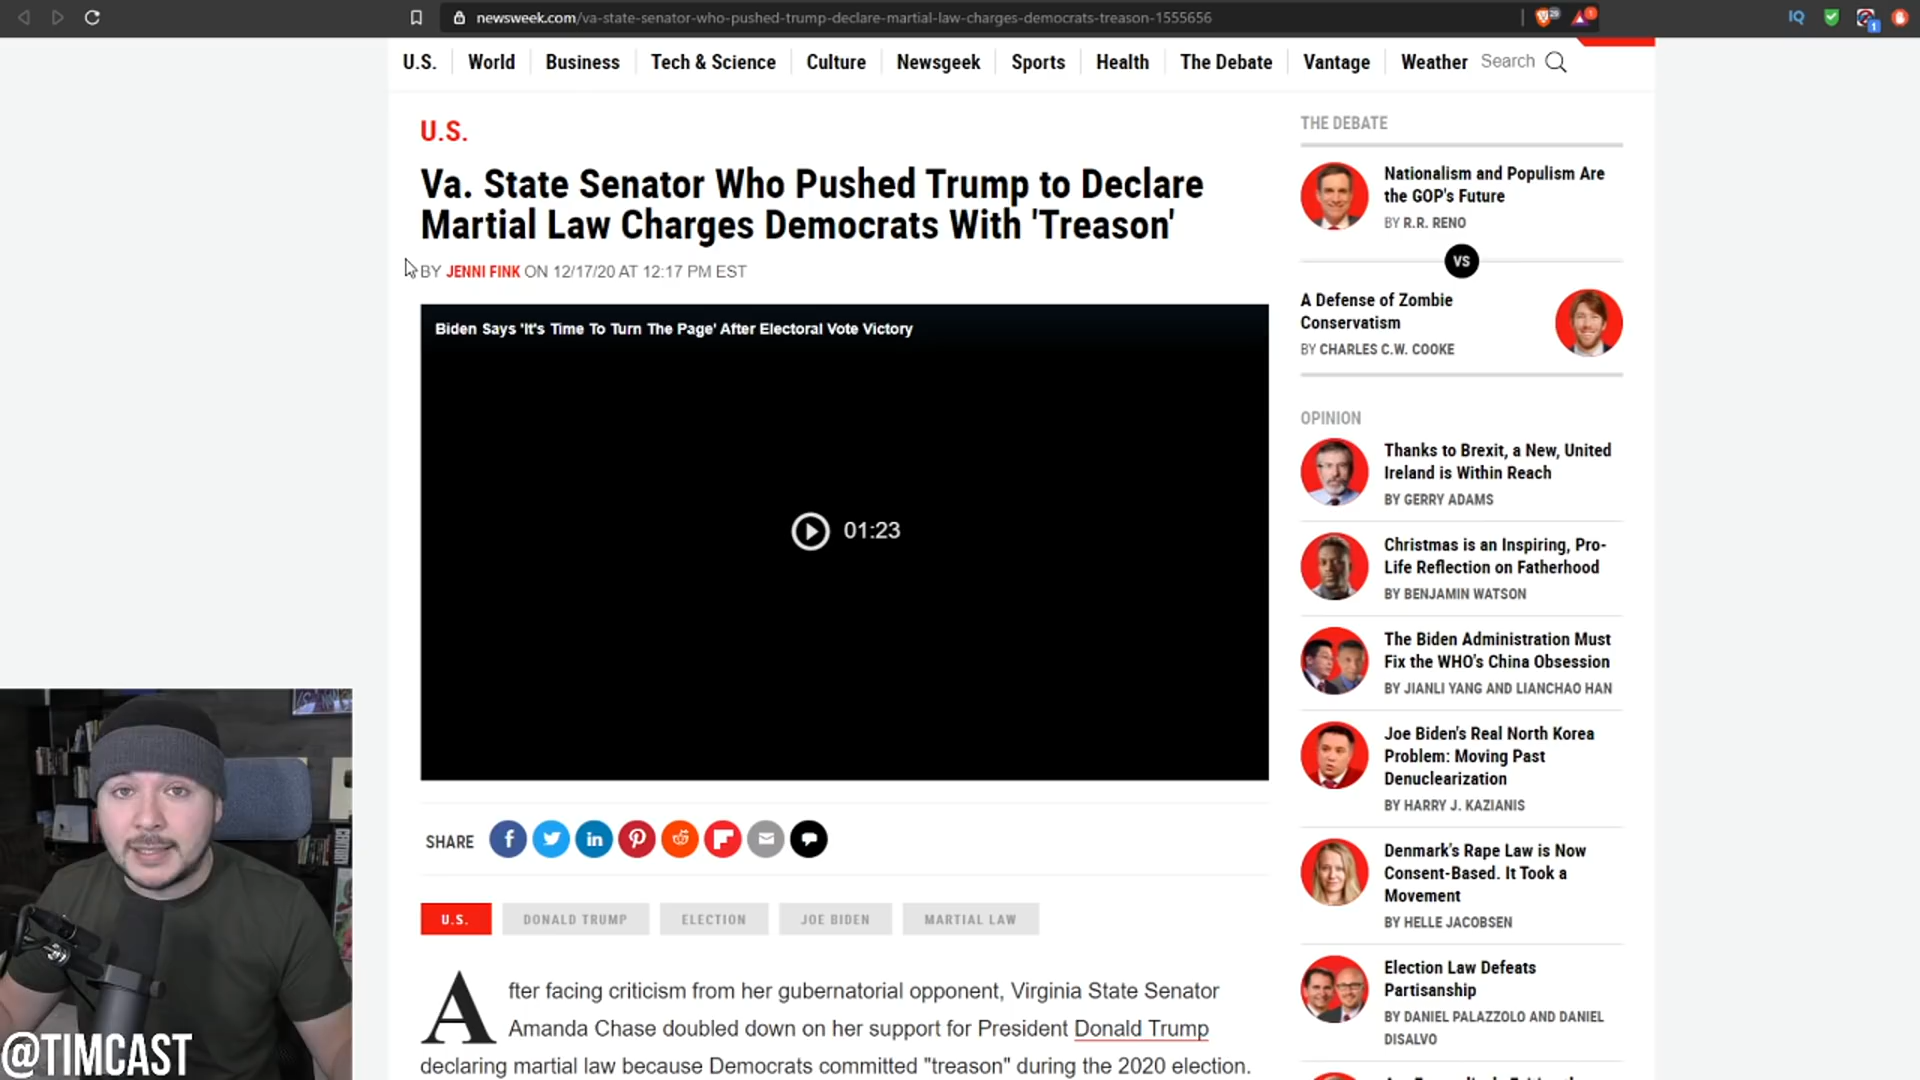 newsweek.com/va-state-senator-who-pushed-trump-declare-martial-law-charges-democrats-treason-1555656
U.S.
World
Business
Tech & Science
Culture
Newsgeek
Sports
Health
The Debate
Vantage
Weather
Search
U.S.
Va. State Senator Who Pushed Trump to Declare
Martial Law Charges Democrats With 'Treason'
BY JENNI FINK ON 12/17/20 AT 12:17 PM EST
Biden Says 'It's Time To Turn The Page' After Electoral Vote Victory
01:23
SHARE
U.S.
DONALD TRUMP
ELECTION
JOE BIDEN
MARTIAL LAW
After facing criticism from her gubernatorial opponent, Virginia State Senator
Amanda Chase doubled down on her support for President Donald Trump
declaring martial law because Democrats committed "treason" during the 2020 election.
THE DEBATE
Nationalism and Populism Are
the GOP's Future
BY R.R. RENO
VS
A Defense of Zombie
Conservatism
BY CHARLES C.W. COOKE
OPINION
Thanks to Brexit, a New, United
Ireland is Within Reach
BY GERRY ADAMS
Christmas is an Inspiring, Pro-
Life Reflection on Fatherhood
BY BENJAMIN WATSON
The Biden Administration Must
Fix the WHO's China Obsession
BY JIANLI YANG AND LIANCHAO HAN
Joe Biden's Real North Korea
Problem: Moving Past
Denuclearization
BY HARRY J. KAZIANIS
Denmark's Rape Law is Now
Consent-Based. It Took a
Movement
BY HELLE JACOBSEN
Election Law Defeats
Partisanship
BY DANIEL PALAZZOLO AND DANIEL
DISALVO
@TIMCAST